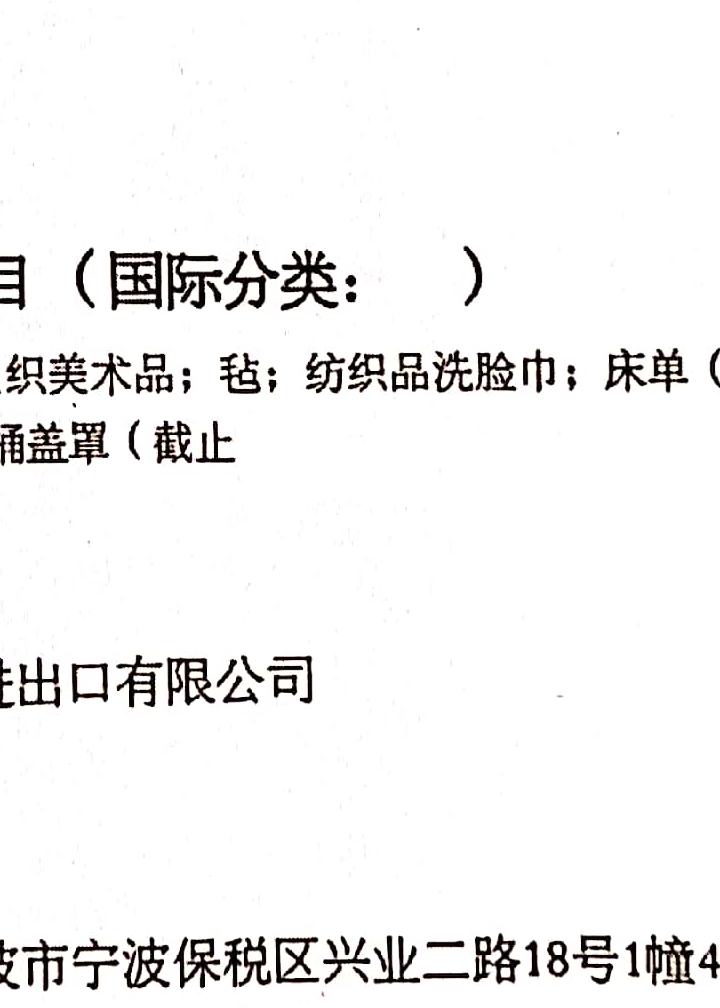 目（国际分类：　　）
织美术品；毡；纺织品洗脸巾；床单（
桶盖罩（截止
进出口有限公司
波市宁波保税区兴业二路18号1幢4